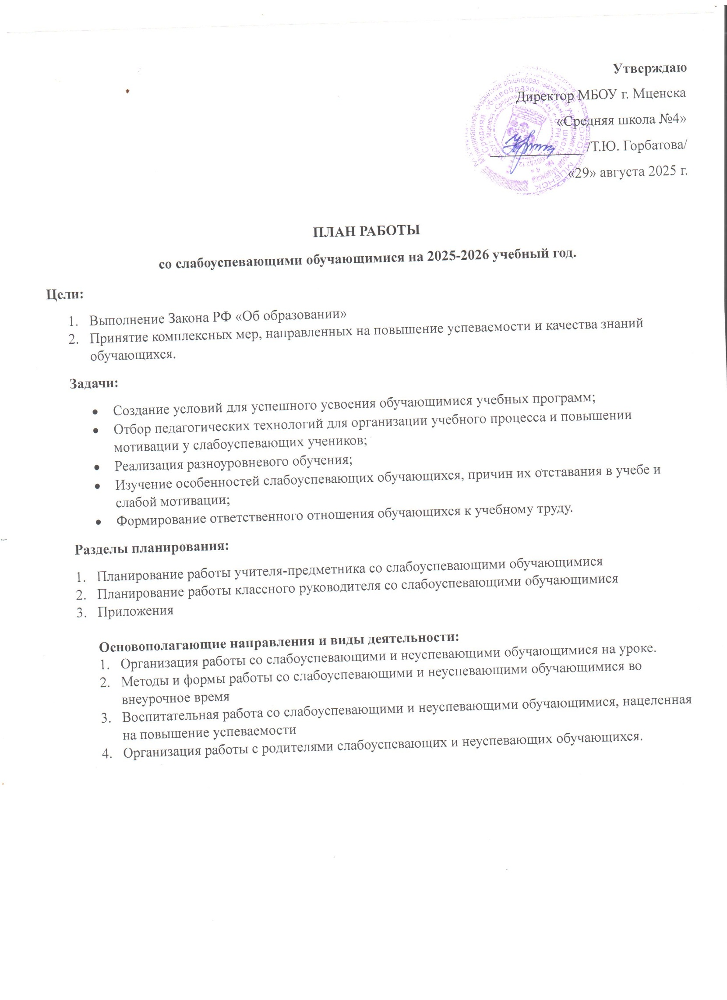 Утверждаю
Директор МБОУ г. Мценска
«Средняя школа №4»
/Т.Ю. Горбатова/
«29» августа 2025 г.
ПЛАН РАБОТЫ
со слабоуспевающими обучающимися на 2025-2026 учебный год.
Цели:
1. Выполнение Закона РФ «Об образовании»
2. Принятие комплексных мер, направленных на повышение успеваемости и качества знаний
обучающихся.
Задачи:
• Создание условий для успешного усвоения обучающимися учебных программ;
• Отбор педагогических технологий для организации учебного процесса и повышении
мотивации у слабоуспевающих учеников;
• Реализация разноуровневого обучения;
• Изучение особенностей слабоуспевающих обучающихся, причин их отставания в учебе и
слабой мотивации;
• Формирование ответственного отношения обучающихся к учебному труду.
Разделы планирования:
1. Планирование работы учителя-предметника со слабоуспевающими обучающимися
2. Планирование работы классного руководителя со слабоуспевающими обучающимися
3. Приложения
Основополагающие направления и виды деятельности:
1. Организация работы со слабоуспевающими и неуспевающими обучающимися на уроке.
2. Методы и формы работы со слабоуспевающими и неуспевающими обучающимися во
внеурочное время
3. Воспитательная работа со слабоуспевающими и неуспевающими обучающимися, нацеленная
на повышение успеваемости
4. Организация работы с родителями слабоуспевающих и неуспевающих обучающихся.